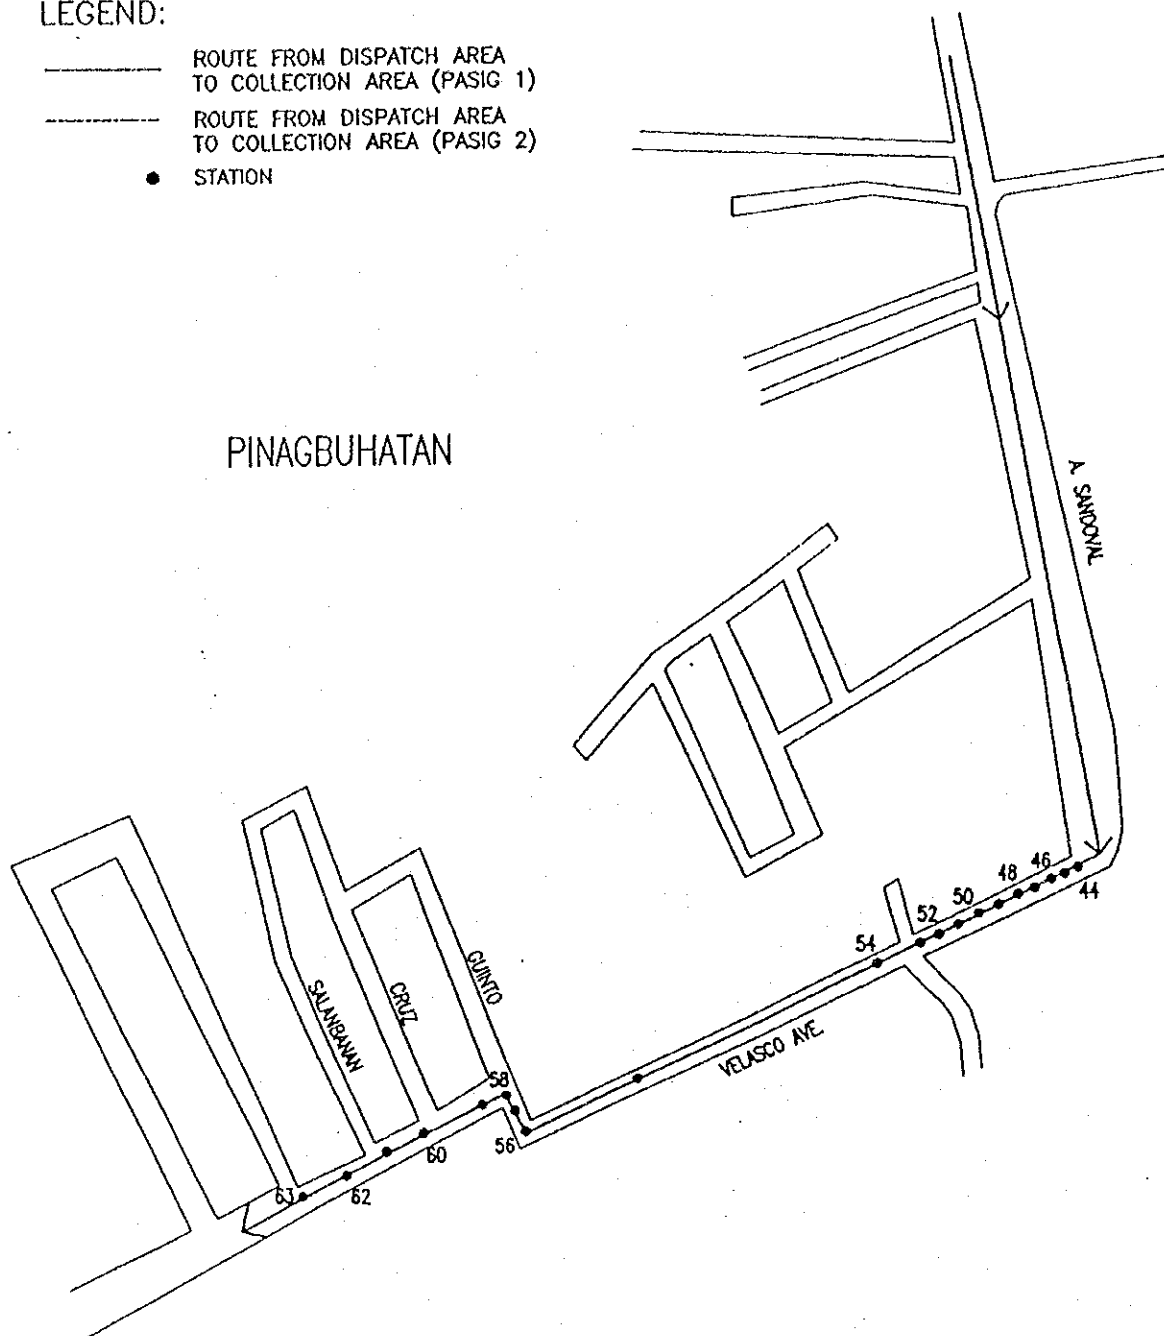 LEGEND:
ROUTE FROM DISPATCH AREA
TO COLLECTION AREA (PASIG 1)
ROUTE FROM DISPATCH AREA
TO COLLECTION AREA (PASIG 2)
STATION
PINAGBUHATAN
A. SANDOVAL
46
48
44
50
52
54
GUINTO
CRUZ
SALANBANAN
VELASCO AVE.
58
56
60
62
63